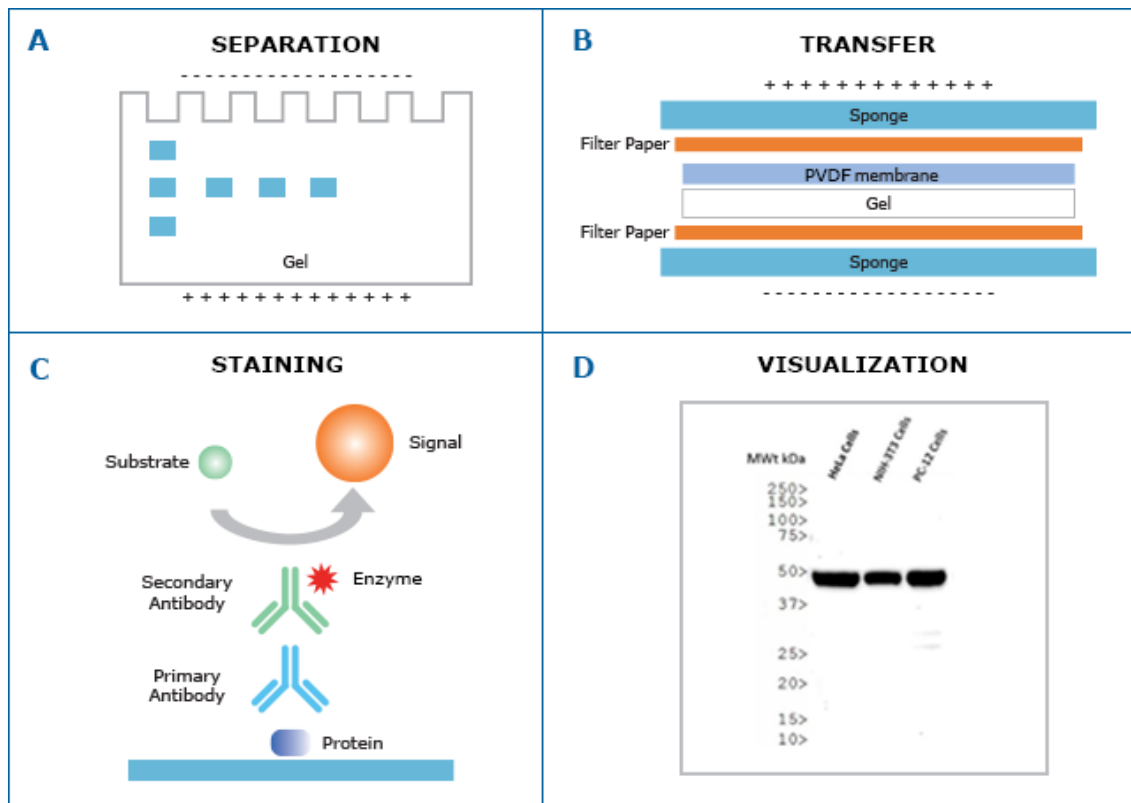 A
SEPARATION
- - - - - - - - - - - - - - - - - - -
Gel
+ + + + + + + + + + + + +
B
TRANSFER
+ + + + + + + + + + + + +
Sponge
Filter Paper
PVDF membrane
Gel
Filter Paper
Sponge
- - - - - - - - - - - - - - - - - - -
C
STAINING
Signal
Substrate
Enzyme
Secondary
Antibody
Primary
Antibody
Protein
D
VISUALIZATION
MWt kDa
HeLa Cells
NIH-3T3 Cells
PC-12 Cells
250>
150>
100>
75>
50>
37>
25>
20>
15>
10>